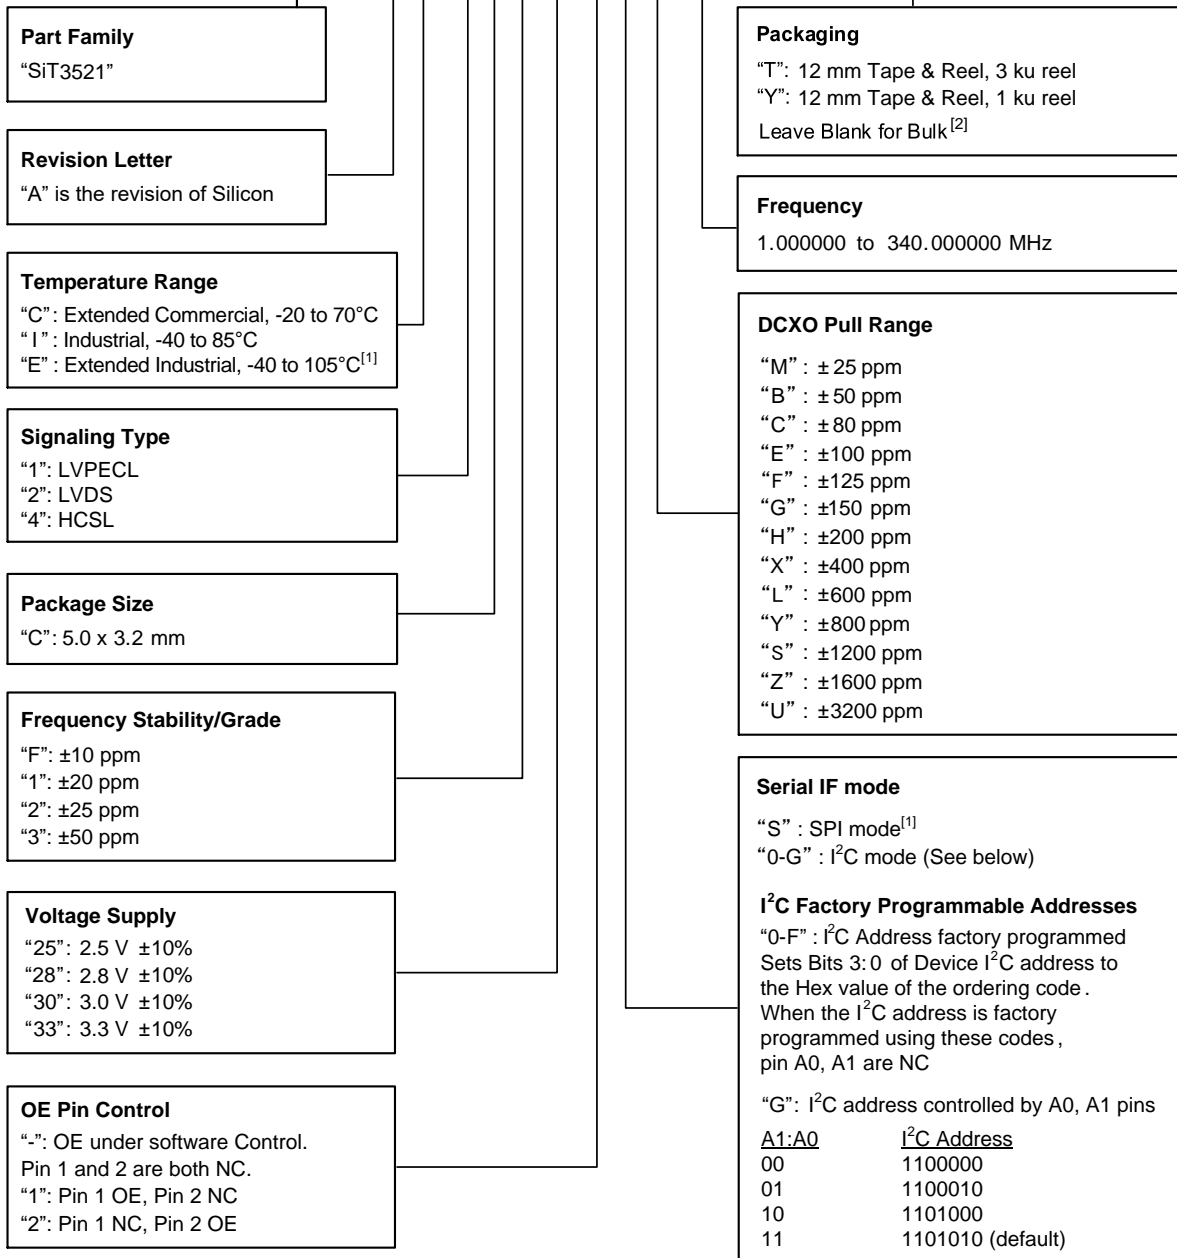 Part Family
“SiT3521”
Revision Letter
“A” is the revision of Silicon
Temperature Range
“C”: Extended Commercial, -20 to 70°C
“I”: Industrial, -40 to 85°C
“E”: Extended Industrial, -40 to 105°C[1]
Signaling Type
“1”: LVPECL
“2”: LVDS
“4”: HCSL
Package Size
“C”: 5.0 x 3.2 mm
Frequency Stability/Grade
“F”: ±10 ppm
“1”: ±20 ppm
“2”: ±25 ppm
“3”: ±50 ppm
Voltage Supply
“25”: 2.5 V ±10%
“28”: 2.8 V ±10%
“30”: 3.0 V ±10%
“33”: 3.3 V ±10%
OE Pin Control
“-”: OE under software Control.
Pin 1 and 2 are both NC.
“1”: Pin 1 OE, Pin 2 NC
“2”: Pin 1 NC, Pin 2 OE
Packaging
“T”: 12 mm Tape & Reel, 3 ku reel
“Y”: 12 mm Tape & Reel, 1 ku reel
Leave Blank for Bulk[2]
Frequency
1.000000 to 340.000000 MHz
DCXO Pull Range
“M”: ±25 ppm
“B”: ±50 ppm
“C”: ±80 ppm
“E”: ±100 ppm
“F”: ±125 ppm
“G”: ±150 ppm
“H”: ±200 ppm
“X”: ±400 ppm
“L”: ±600 ppm
“Y”: ±800 ppm
“S”: ±1200 ppm
“Z”: ±1600 ppm
“U”: ±3200 ppm
Serial IF mode
“S”: SPI mode[1]
“0-G”: I²C mode (See below)
I²C Factory Programmable Addresses
“0-F”: I²C Address factory programmed
Sets Bits 3:0 of Device I²C address to
the Hex value of the ordering code.
When the I²C address is factory
programmed using these codes,
pin A0, A1 are NC
“G”: I²C address controlled by A0, A1 pins
A1:A0 I²C Address
00 1100000
01 1100010
10 1101000
11 1101010 (default)